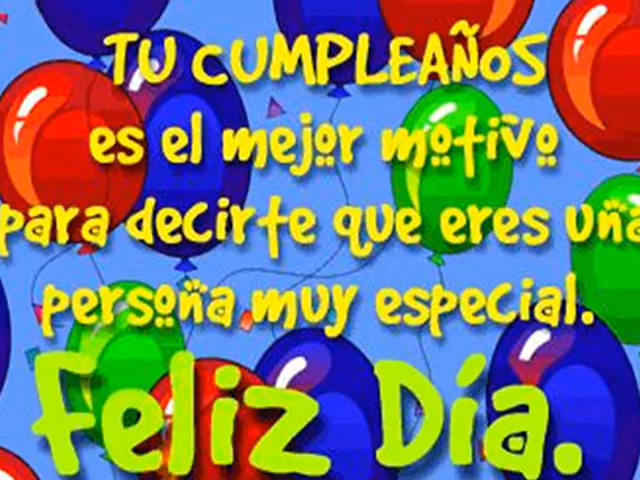 TU CUMPLEAÑOS
es el mejor motivo
para decirte que eres una
persona muy especial.
Feliz Día.